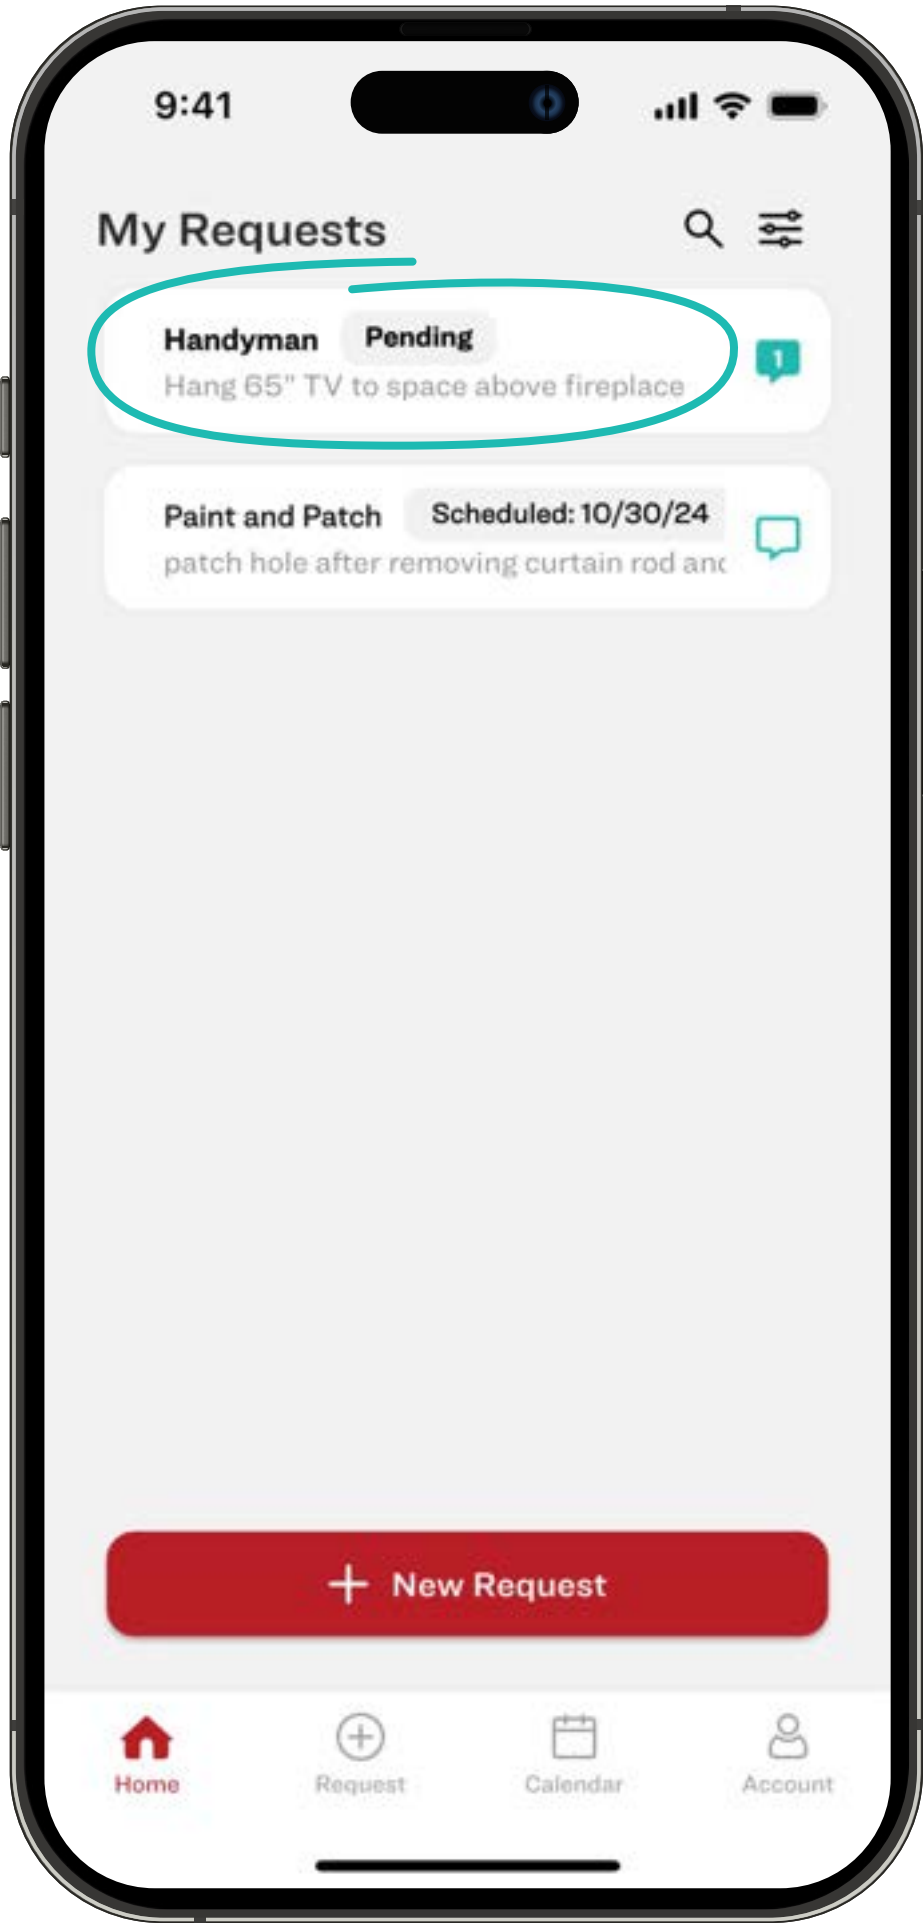 9:41
My Requests
Handyman Pending
Hang 65" TV to space above fireplace
1
Paint and Patch Scheduled: 10/30/24
patch hole after removing curtain rod and
New Request
Home Request Calendar Account